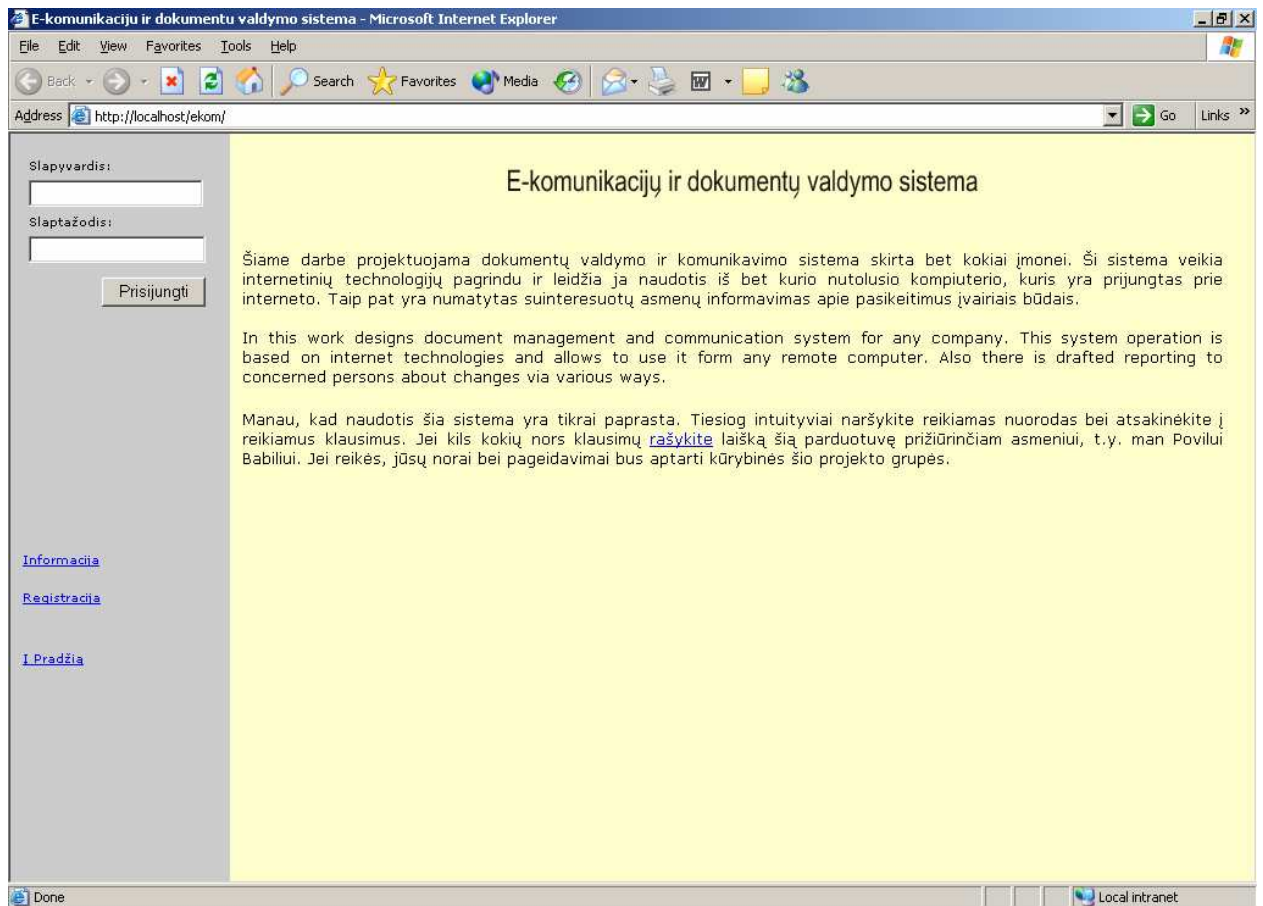 E-komunikaciju ir dokumentu valdymo sistema - Microsoft Internet Explorer
File Edit View Favorites Tools Help
Back Search Favorites Media
Address http://localhost/ekom/ Go Links »
Slapyvardis:
Slaptažodis:
Prisijungti
Informacija
Registracija
I Pradžią
E-komunikacijų ir dokumentų valdymo sistema
Šiame darbe projektuojama dokumentų valdymo ir komunikavimo sistema skirta bet kokiai įmonei. Ši sistema veikia
internetinių technologijų pagrindu ir leidžia ja naudotis iš bet kurio nutolusio kompiuterio, kuris yra prijungtas prie
interneto. Taip pat yra numatytas suinteresuotų asmenų informavimas apie pasikeitimus įvairiais būdais.
In this work designs document management and communication system for any company. This system operation is
based on internet technologies and allows to use it form any remote computer. Also there is drafted reporting to
concerned persons about changes via various ways.
Manau, kad naudotis šia sistema yra tikrai paprasta. Tiesiog intuityviai naršykite reikiamas nuorodas bei atsakinėkite į
reikiamus klausimus. Jei kils kokių nors klausimų rašykite laišką šią parduotuvę prižiūrinčiam asmeniui, t.y. man Povilui
Babiliui. Jei reikės, jūsų norai bei pageidavimai bus aptarti kūrybinės šio projekto grupės.
Done Local intranet